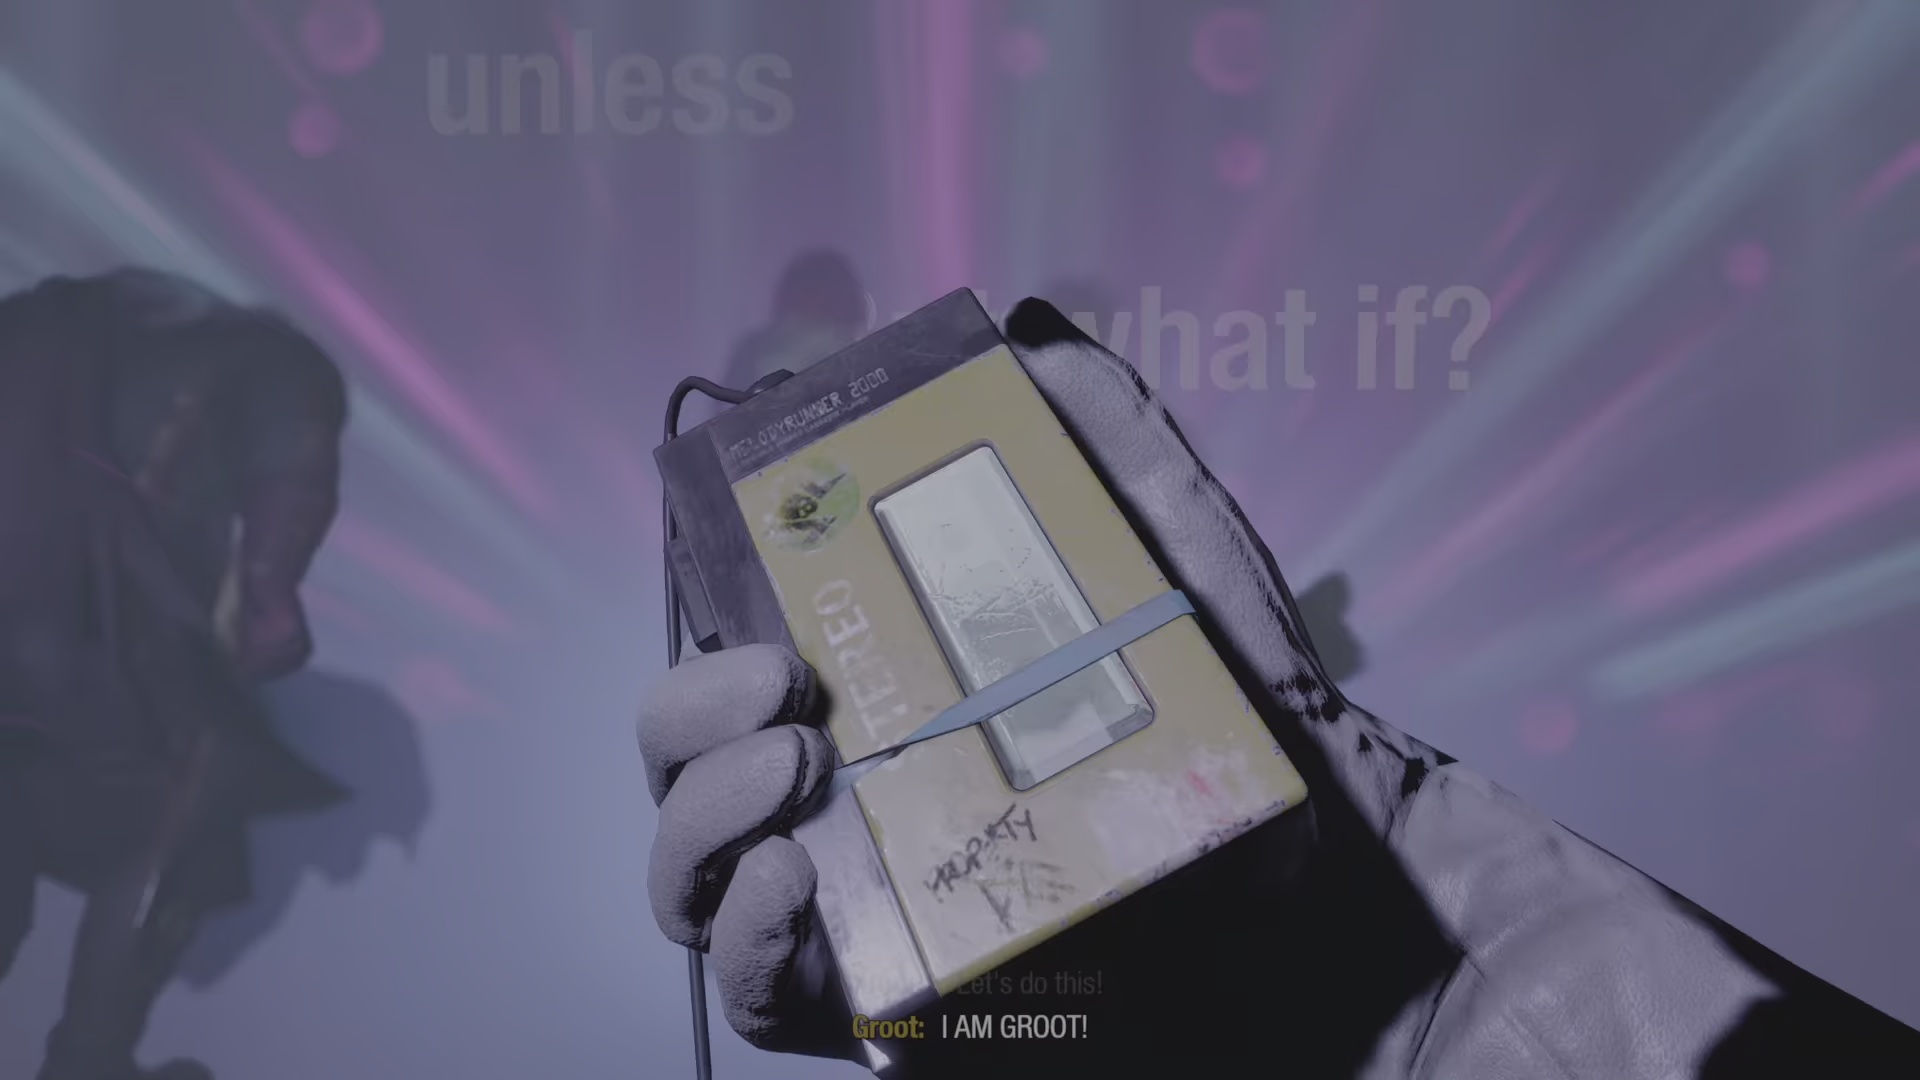 unless
what if?
MELODYRUNNER 2000
STEREO
PROPERTY
Let's do this!
Groot: I AM GROOT!